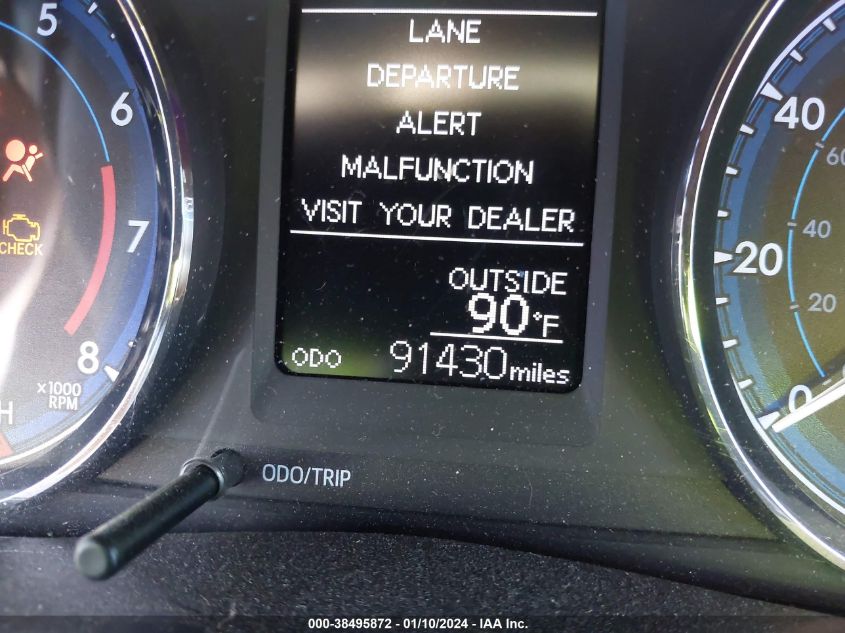 5
6
7
8
x1000
RPM
H
CHECK
LANE
DEPARTURE
ALERT
MALFUNCTION
VISIT YOUR DEALER
OUTSIDE
90°F
ODO 91430 miles
ODO/TRIP
40
20
0
60
40
20
000-38495872 - 01/10/2024 - IAA Inc.